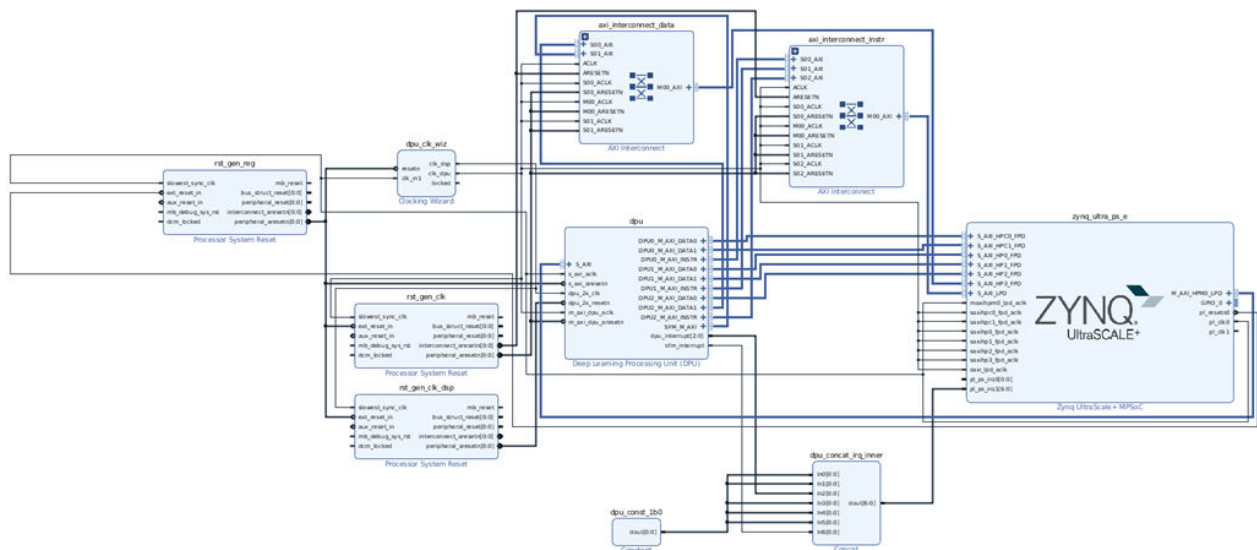 axi_interconnect_data
S00_AXI
S01_AXI
ACLK
ARESETN
S00_ACLK
S00_ARESETN
M00_ACLK
M00_ARESETN
S01_ACLK
S01_ARESETN
M00_AXI
AXI Interconnect
axi_interconnect_instr
S00_AXI
S01_AXI
S02_AXI
ACLK
ARESETN
S00_ACLK
S00_ARESETN
M00_ACLK
M00_ARESETN
S01_ACLK
S01_ARESETN
S02_ACLK
S02_ARESETN
M00_AXI
AXI Interconnect
rst_gen_reg
slowest_sync_clk
ext_reset_in
aux_reset_in
mb_debug_sys_rst
dcm_locked
mb_reset
bus_struct_reset[0:0]
peripheral_reset[0:0]
interconnect_aresetn[0:0]
peripheral_aresetn[0:0]
Processor System Reset
dpu_clk_wiz
resetn
clk_in1
clk_dsp
clk_dpu
locked
Clocking Wizard
dpu
S_AXI
s_axi_aclk
s_axi_aresetn
dpu_2x_clk
dpu_2x_resetn
m_axi_dpu_aclk
m_axi_dpu_aresetn
DPU0_M_AXI_DATA0
DPU0_M_AXI_DATA1
DPU0_M_AXI_INSTR
DPU1_M_AXI_DATA0
DPU1_M_AXI_DATA1
DPU1_M_AXI_INSTR
DPU2_M_AXI_DATA0
DPU2_M_AXI_DATA1
DPU2_M_AXI_INSTR
SFM_M_AXI
dpu_interrupt[2:0]
sfm_interrupt
Deep Learning Processing Unit (DPU)
zynq_ultra_ps_e
S_AXI_HPC0_FPD
S_AXI_HPC1_FPD
S_AXI_HP0_FPD
S_AXI_HP1_FPD
S_AXI_HP2_FPD
S_AXI_HP3_FPD
S_AXI_LPD
maxihpm0_lpd_aclk
saxihpc0_fpd_aclk
saxihpc1_fpd_aclk
saxihp0_fpd_aclk
saxihp1_fpd_aclk
saxihp2_fpd_aclk
saxihp3_fpd_aclk
saxi_lpd_aclk
pl_ps_irq0[0:0]
pl_ps_irq1[6:0]
ZYNQ
UltraSCALE+
M_AXI_HPM0_LPD
GPIO_0
pl_resetn0
pl_clk0
pl_clk1
Zynq UltraScale+ MPSoC
rst_gen_clk
slowest_sync_clk
ext_reset_in
aux_reset_in
mb_debug_sys_rst
dcm_locked
mb_reset
bus_struct_reset[0:0]
peripheral_reset[0:0]
interconnect_aresetn[0:0]
peripheral_aresetn[0:0]
Processor System Reset
rst_gen_clk_dsp
slowest_sync_clk
ext_reset_in
aux_reset_in
mb_debug_sys_rst
dcm_locked
mb_reset
bus_struct_reset[0:0]
peripheral_reset[0:0]
interconnect_aresetn[0:0]
peripheral_aresetn[0:0]
Processor System Reset
dpu_concat_irq_inner
In0[0:0]
In1[0:0]
In2[0:0]
In3[0:0]
In4[0:0]
In5[0:0]
In6[0:0]
dout[6:0]
Concat
dpu_const_1b0
dout[0:0]
Constant